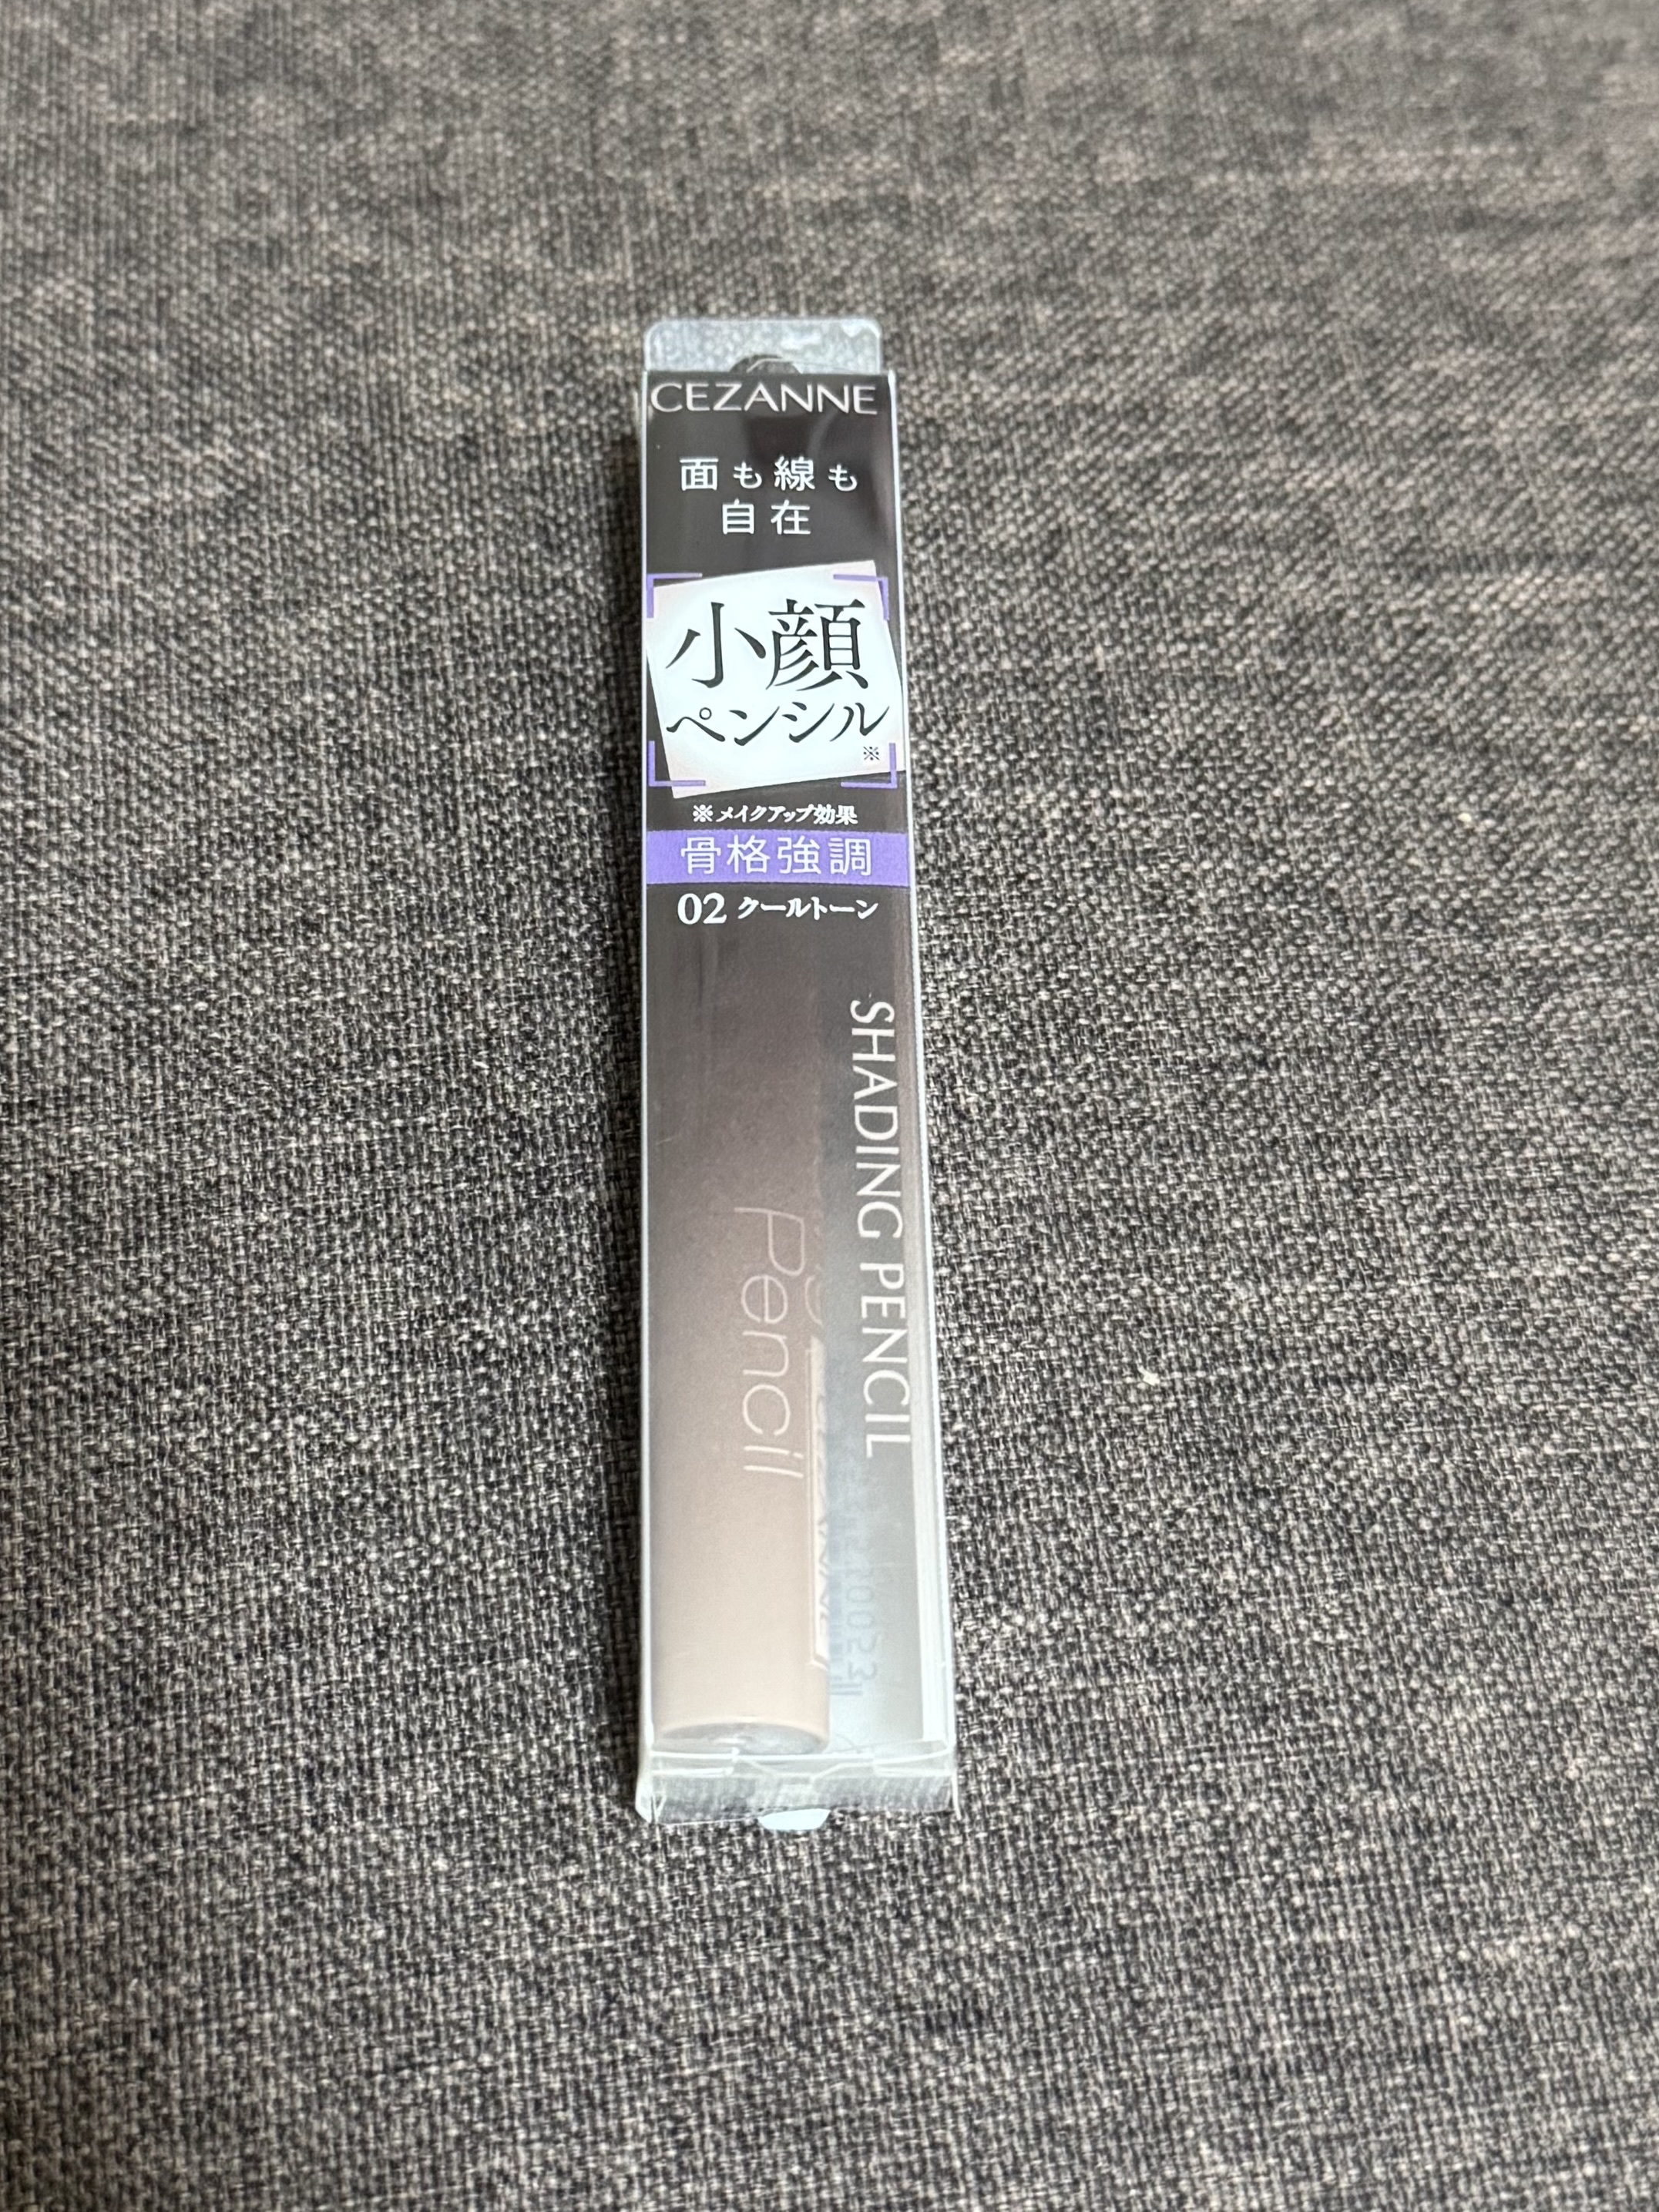 CEZANNE
面も線も
自在
小顔
ペンシル
※
※メイクアップ効果
骨格強調
02 クールトーン
SHADING PENCIL
Pencil